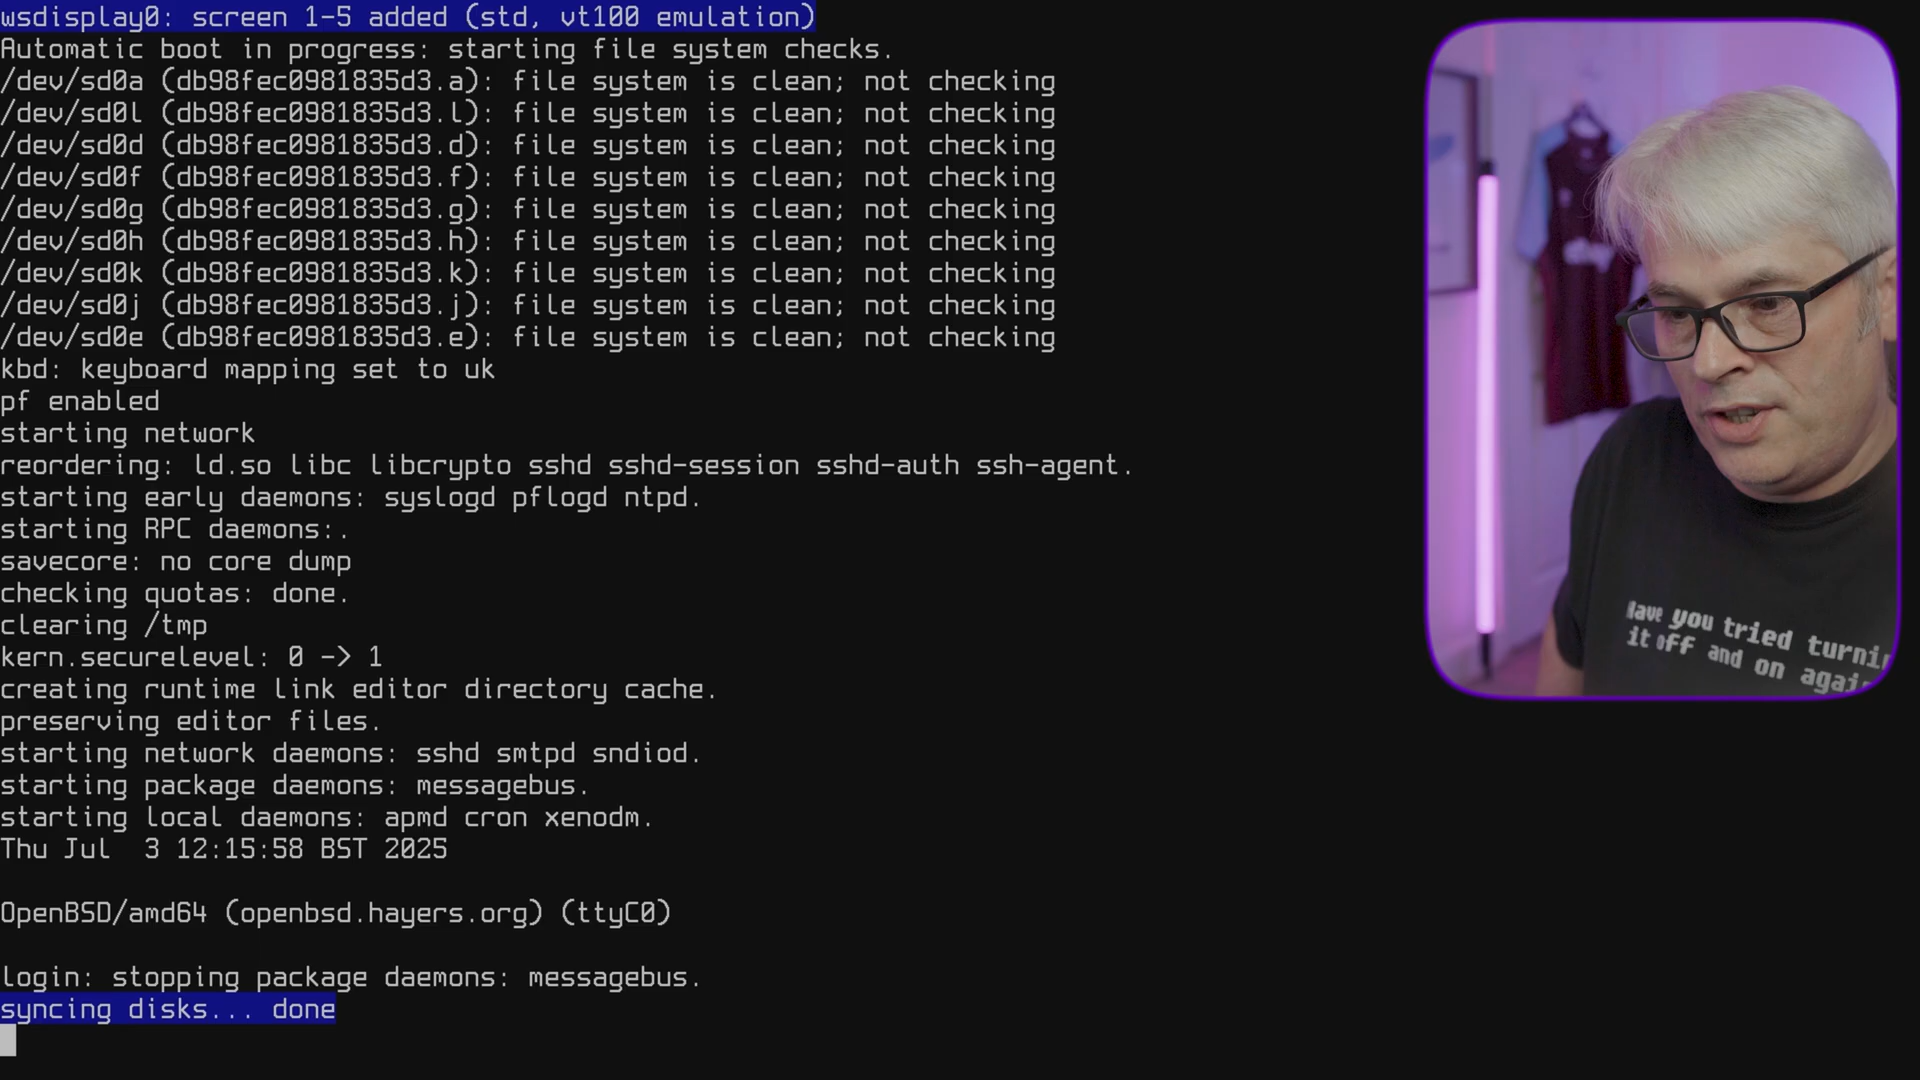 wsdisplay0: screen 1-5 added (std, vt100 emulation)
Automatic boot in progress: starting file system checks.
/dev/sd0a (db98fec0981835d3.a): file system is clean; not checking
/dev/sd0l (db98fec0981835d3.l): file system is clean; not checking
/dev/sd0d (db98fec0981835d3.d): file system is clean; not checking
/dev/sd0f (db98fec0981835d3.f): file system is clean; not checking
/dev/sd0g (db98fec0981835d3.g): file system is clean; not checking
/dev/sd0h (db98fec0981835d3.h): file system is clean; not checking
/dev/sd0k (db98fec0981835d3.k): file system is clean; not checking
/dev/sd0j (db98fec0981835d3.j): file system is clean; not checking
/dev/sd0e (db98fec0981835d3.e): file system is clean; not checking
kbd: keyboard mapping set to uk
pf enabled
starting network
reordering: ld.so libc libcrypto sshd sshd-session sshd-auth ssh-agent.
starting early daemons: syslogd pflogd ntpd.
starting RPC daemons:.
savecore: no core dump
checking quotas: done.
clearing /tmp
kern.securelevel: 0 -> 1
creating runtime link editor directory cache.
preserving editor files.
starting network daemons: sshd smtpd sndiod.
starting package daemons: messagebus.
starting local daemons: apmd cron xenodm.
Thu Jul  3 12:15:58 BST 2025
OpenBSD/amd64 (openbsd.hayers.org) (ttyC0)
login: stopping package daemons: messagebus.
syncing disks... done
Have you tried turni
it off and on agai